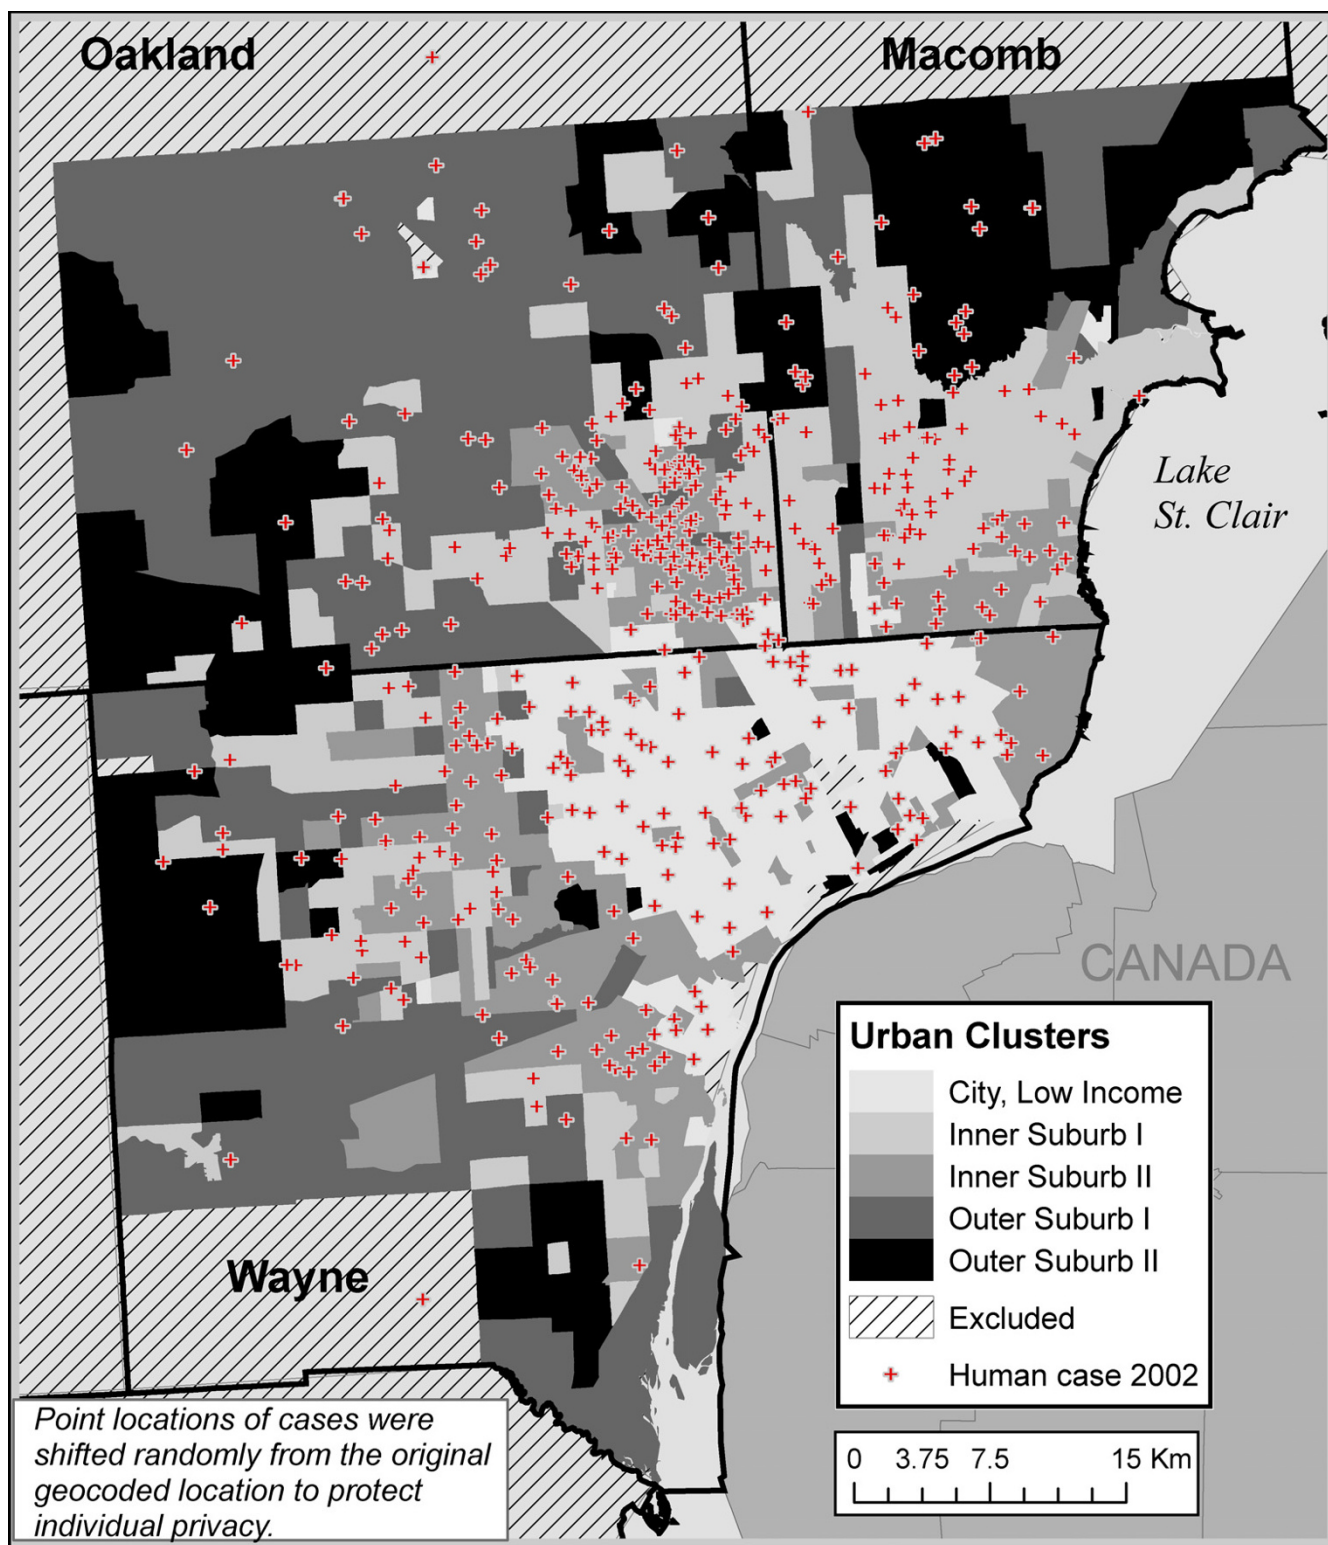 Oakland
Macomb
Lake
St. Clair
CANADA
Urban Clusters
City, Low Income
Inner Suburb I
Inner Suburb II
Outer Suburb I
Outer Suburb II
Excluded
Human case 2002
Wayne
0 3.75 7.5 15 Km
Point locations of cases were
shifted randomly from the original
geocoded location to protect
individual privacy.